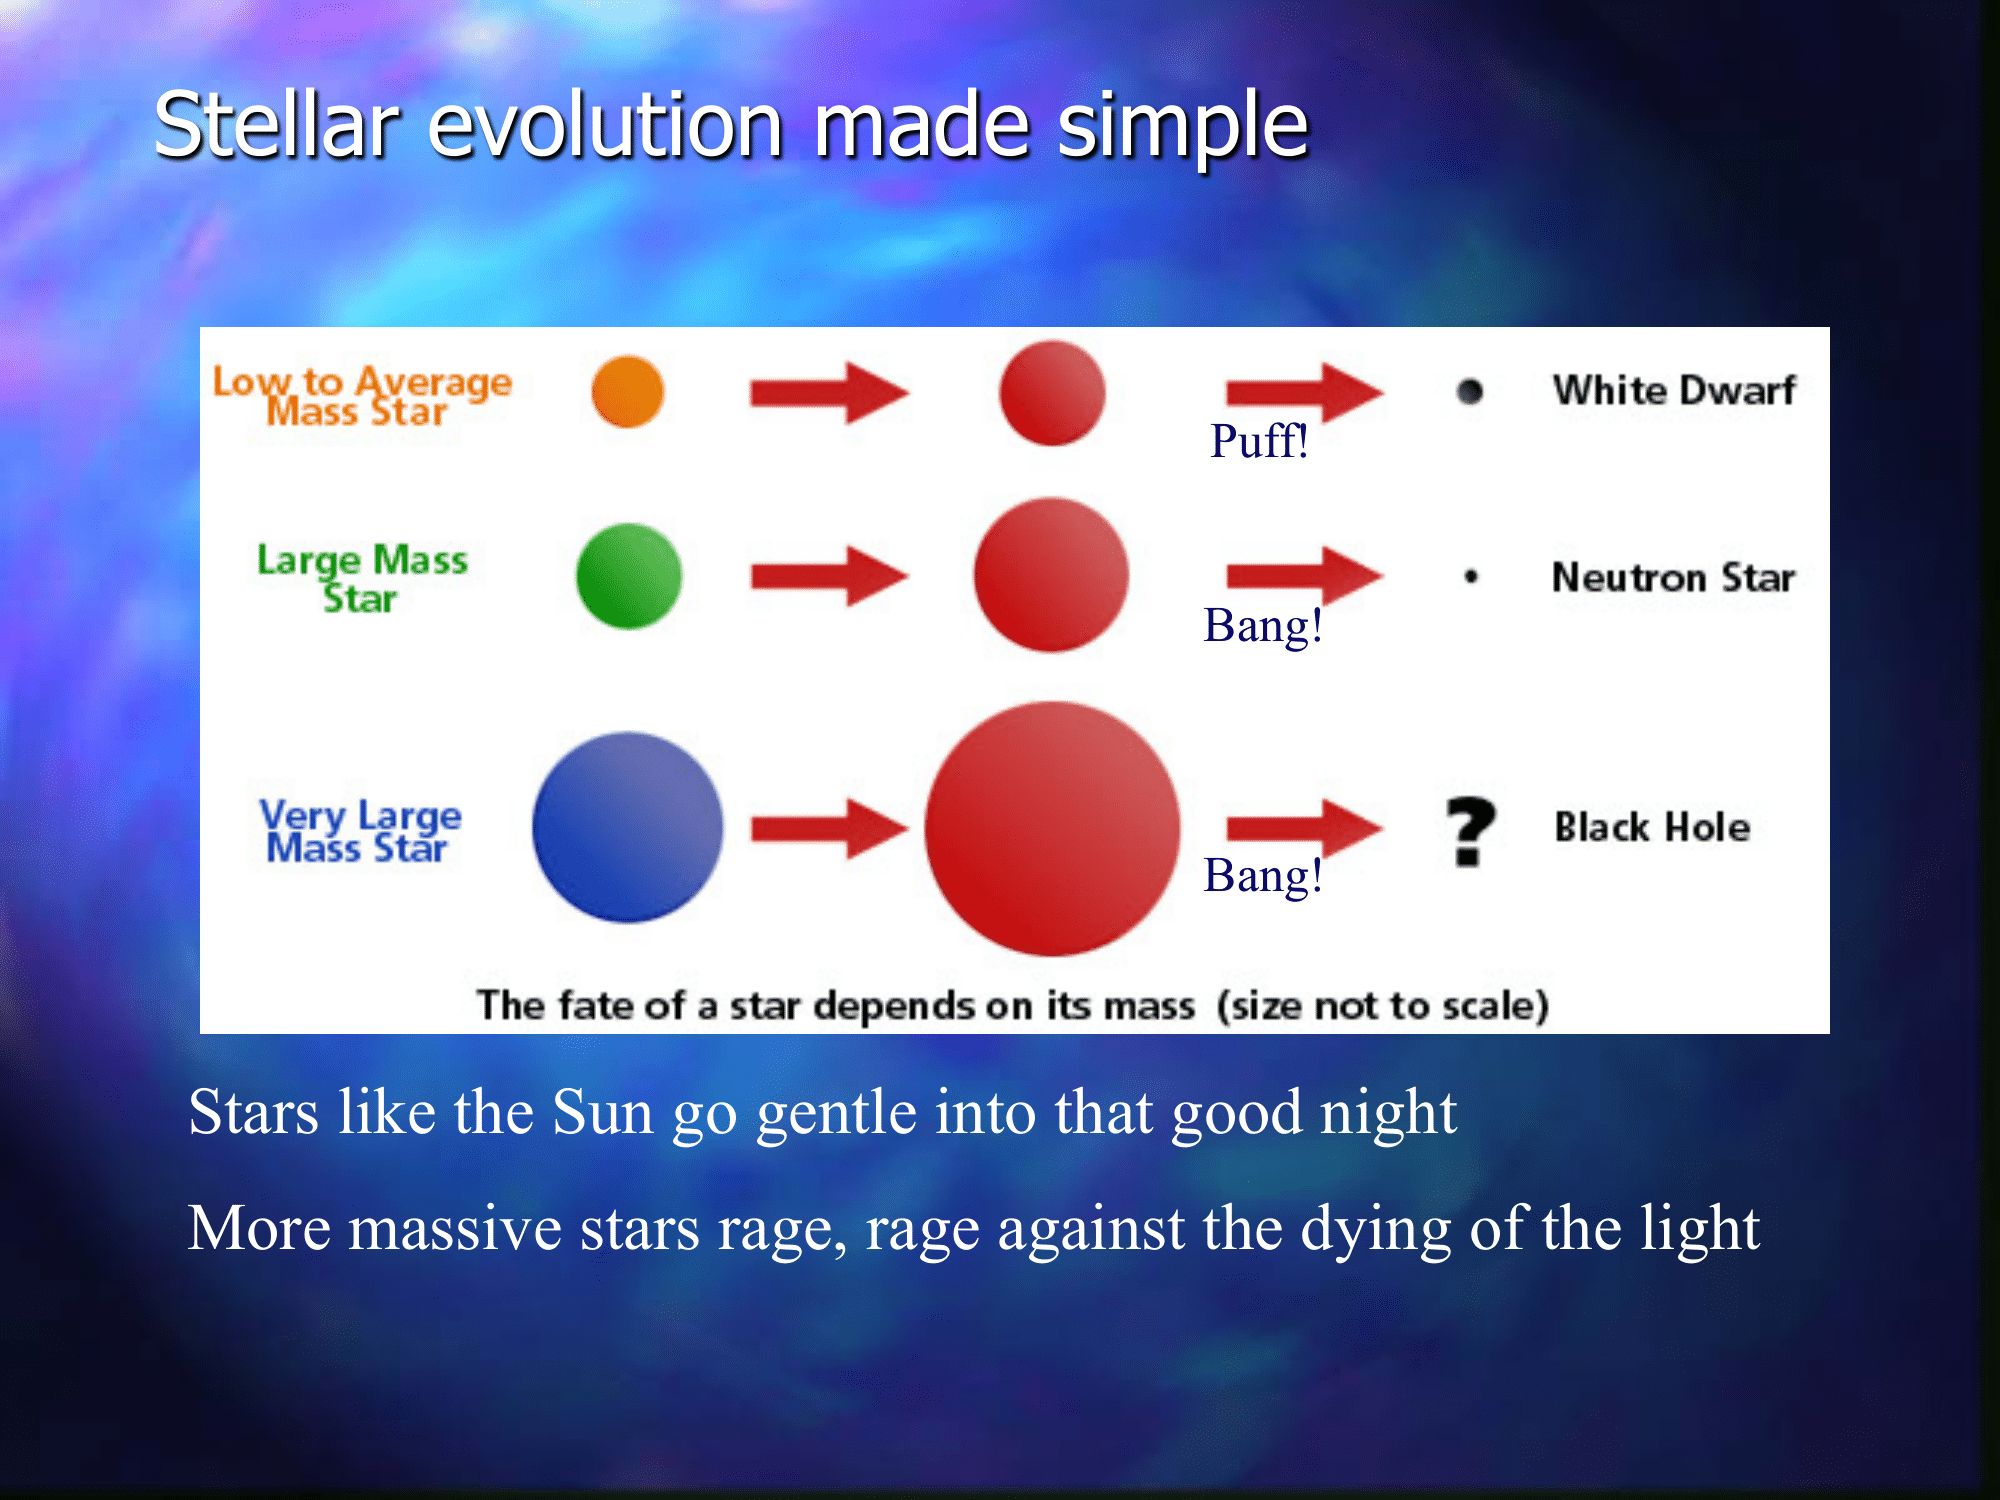 Stellar evolution made simple
Low to Average
Mass Star
Puff!
White Dwarf
Large Mass
Star
Bang!
Neutron Star
Very Large
Mass Star
Bang!
?
Black Hole
The fate of a star depends on its mass (size not to scale)
Stars like the Sun go gentle into that good night
More massive stars rage, rage against the dying of the light